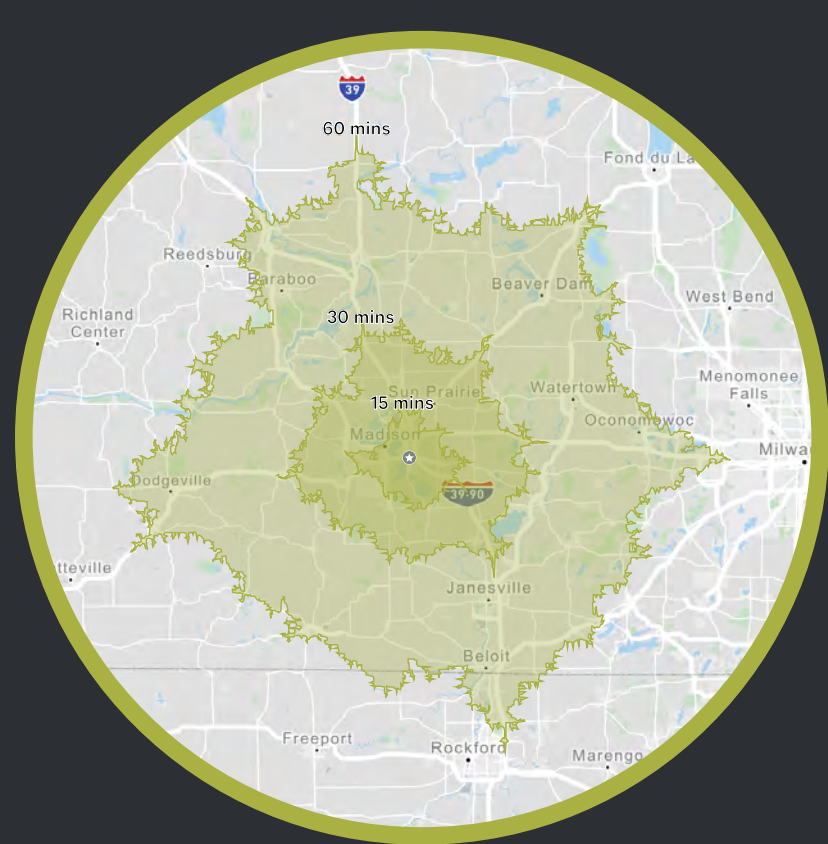 39
60 mins
Fond du La
Reedsburg
Baraboo
Beaver Dam
West Bend
Richland
Center
30 mins
Menomonee
Falls
Sun Prairie
Watertown
15 mins
Oconomowoc
Madison
Milwa
Dodgeville
39-90
tteville
Janesville
Beloit
Freeport
Rockford
Marengo